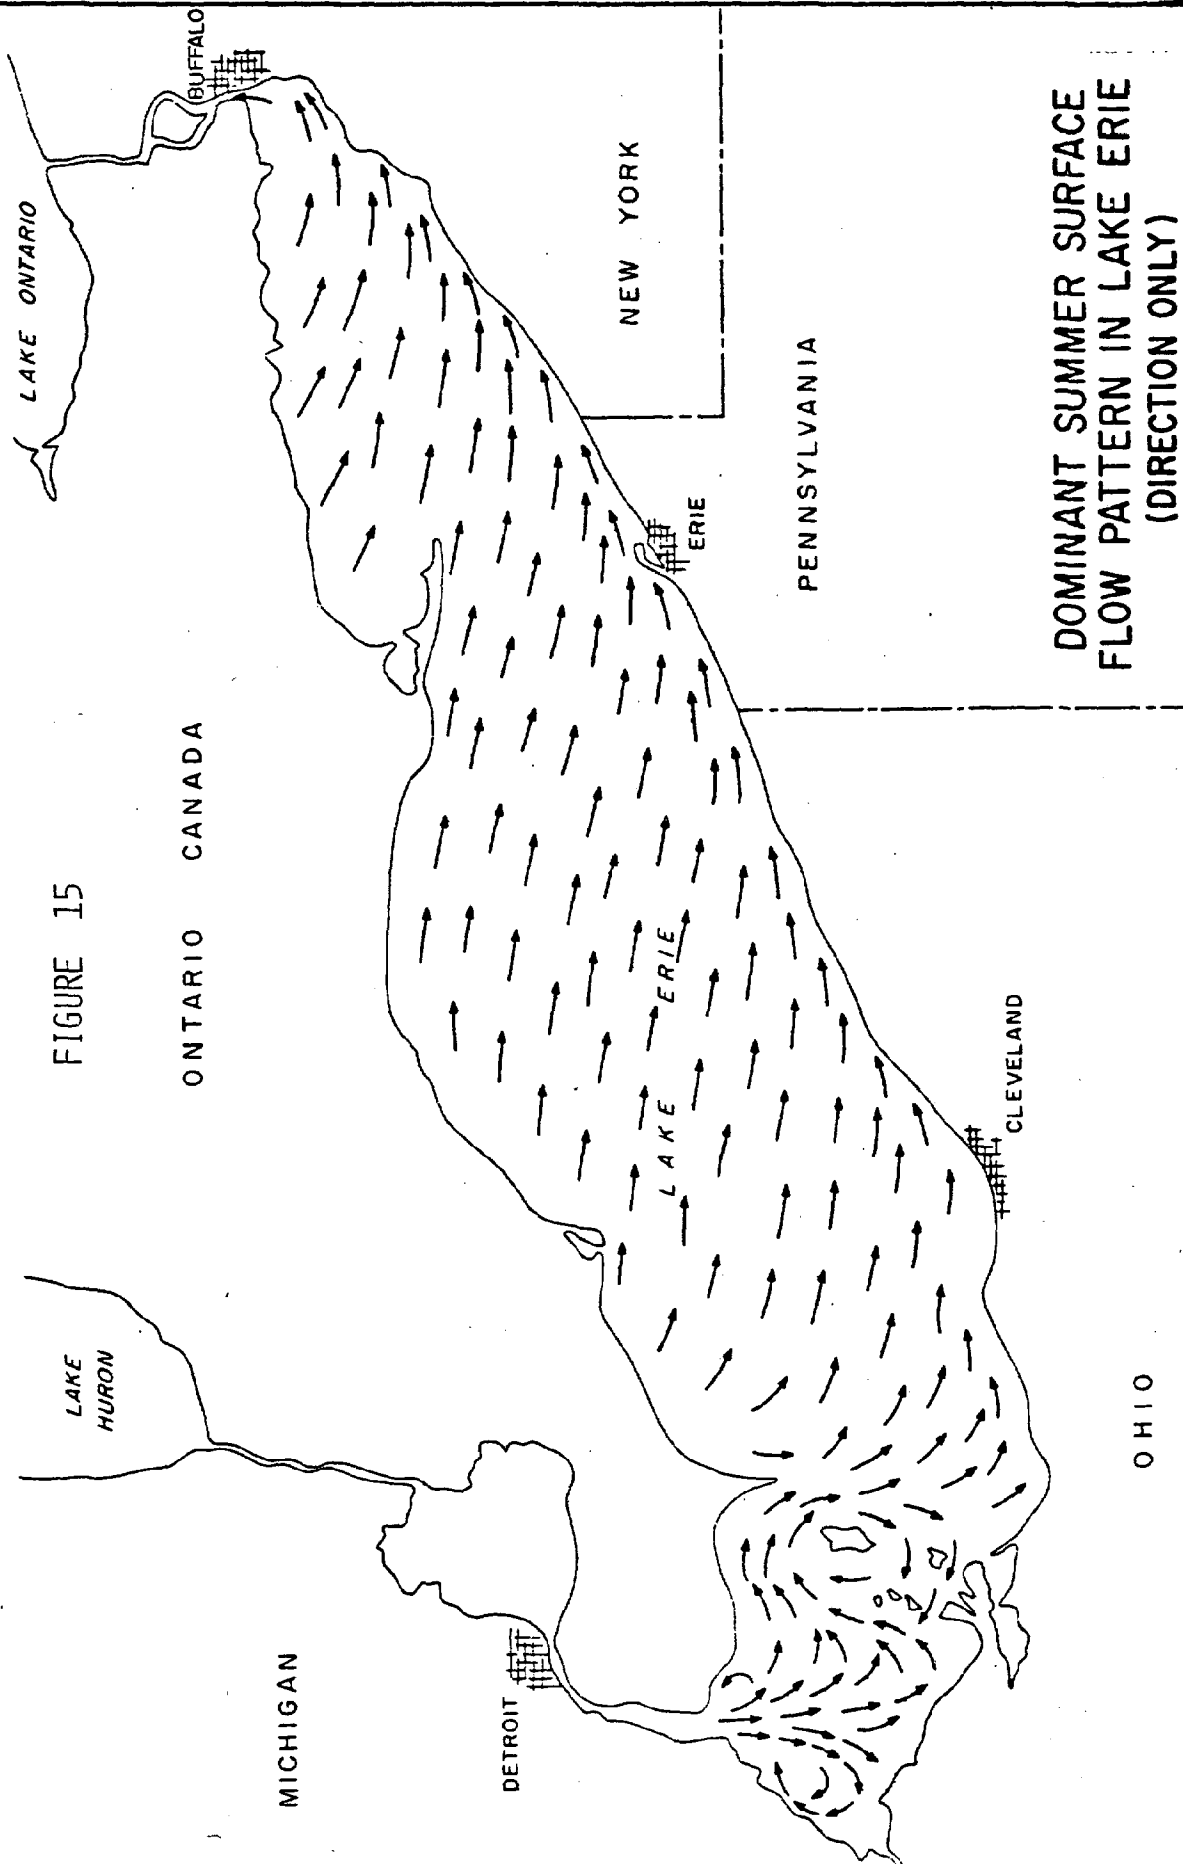 FIGURE 15
LAKE
HURON
LAKE ONTARIO
ONTARIO CANADA
MICHIGAN
DETROIT
BUFFALO
LAKE ERIE
NEW YORK
ERIE
PENNSYLVANIA
CLEVELAND
OHIO
DOMINANT SUMMER SURFACE
FLOW PATTERN IN LAKE ERIE
(DIRECTION ONLY)